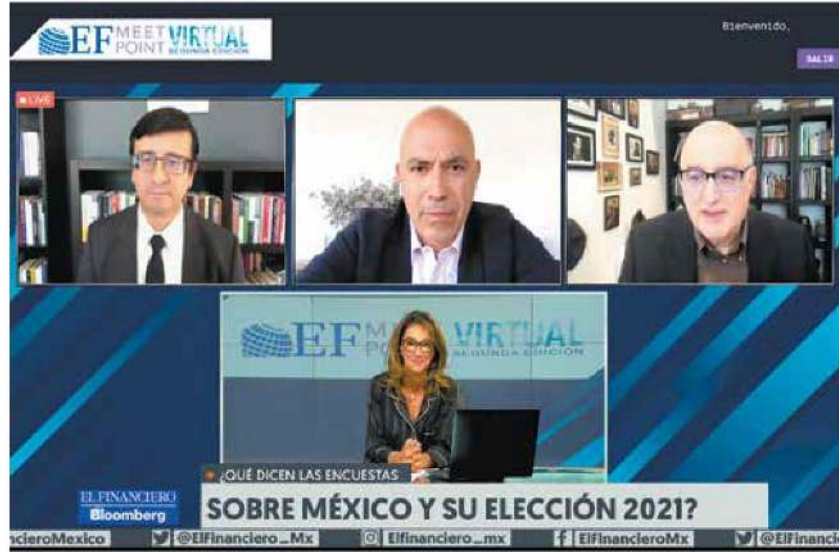 EF MEET POINT VIRTUAL
SEGUNDA EDICIÓN
Bienvenido,
SALIR
LIVE
EF VIRTUAL
SEGUNDA EDICIÓN
¿QUÉ DICEN LAS ENCUESTAS
EL FINANCIERO
Bloomberg
SOBRE MÉXICO Y SU ELECCIÓN 2021?
ncieroMexico @ElFinanciero_Mx Elfinanciero_mx ElfinancieroMx @ElFinanc